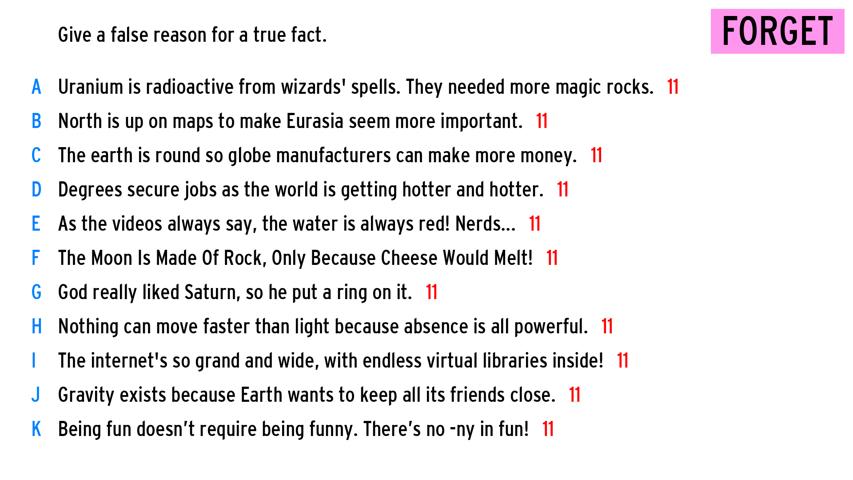 Give a false reason for a true fact.
FORGET
A Uranium is radioactive from wizards' spells. They needed more magic rocks. 11
B North is up on maps to make Eurasia seem more important. 11
C The earth is round so globe manufacturers can make more money. 11
D Degrees secure jobs as the world is getting hotter and hotter. 11
E As the videos always say, the water is always red! Nerds... 11
F The Moon Is Made Of Rock, Only Because Cheese Would Melt! 11
G God really liked Saturn, so he put a ring on it. 11
H Nothing can move faster than light because absence is all powerful. 11
I The internet's so grand and wide, with endless virtual libraries inside! 11
J Gravity exists because Earth wants to keep all its friends close. 11
K Being fun doesn’t require being funny. There’s no -ny in fun! 11